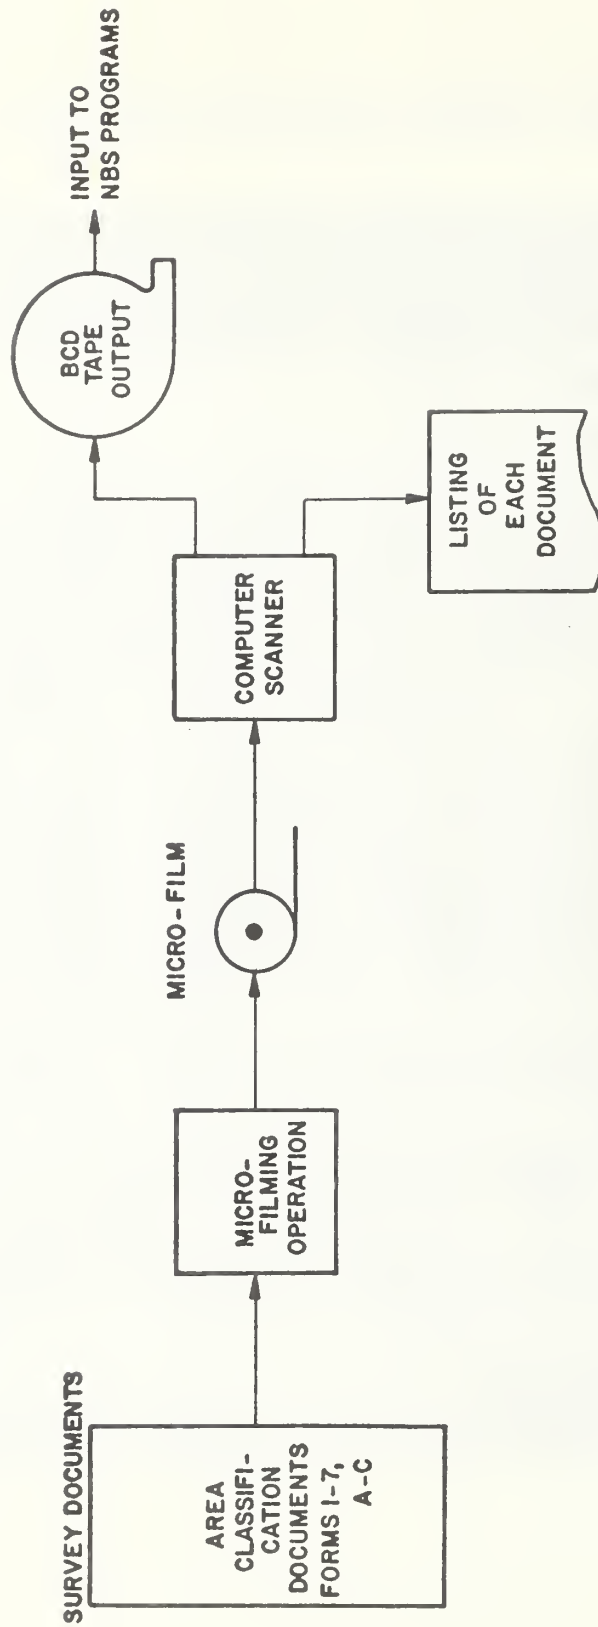 SURVEY DOCUMENTS
AREA
CLASSIFI-
CATION
DOCUMENTS
FORMS 1-7,
A-C
MICRO-
FILMING
OPERATION
MICRO-FILM
COMPUTER
SCANNER
BCD
TAPE
OUTPUT
INPUT TO
NBS PROGRAMS
LISTING
OF
EACH
DOCUMENT